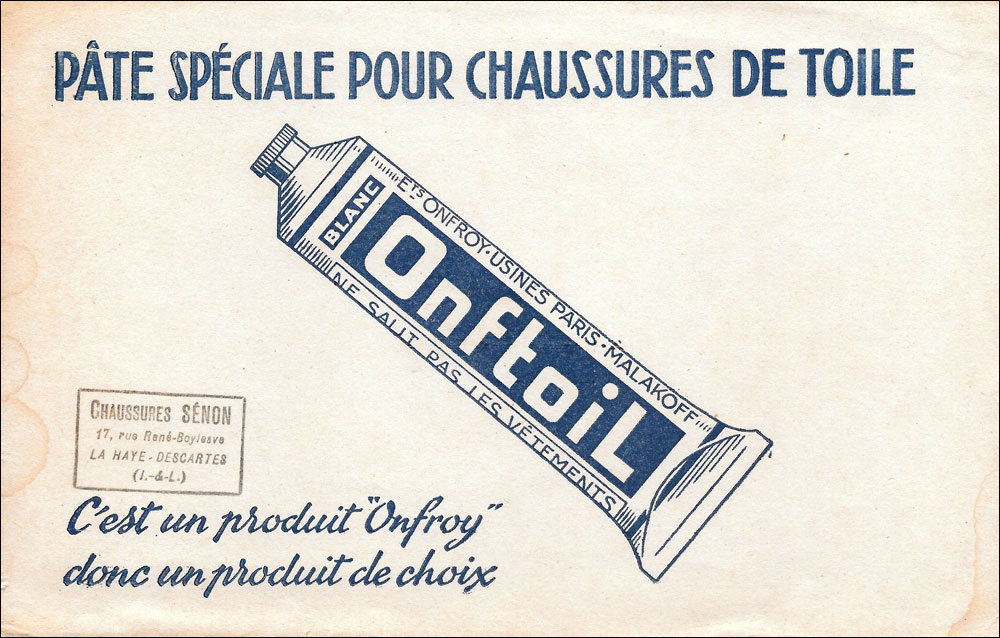 PÂTE SPÉCIALE POUR CHAUSSURES DE TOILE
ETS ONFROY·USINES PARIS·MALAKOFF
BLANC
OnftoiL
NE SALIT PAS LES VÊTEMENTS
CHAUSSURES SÉNON
17, rue René-Boylesve
LA HAYE-DESCARTES
(I.-&-L.)
C'est un produit "Onfroy"
donc un produit de choix